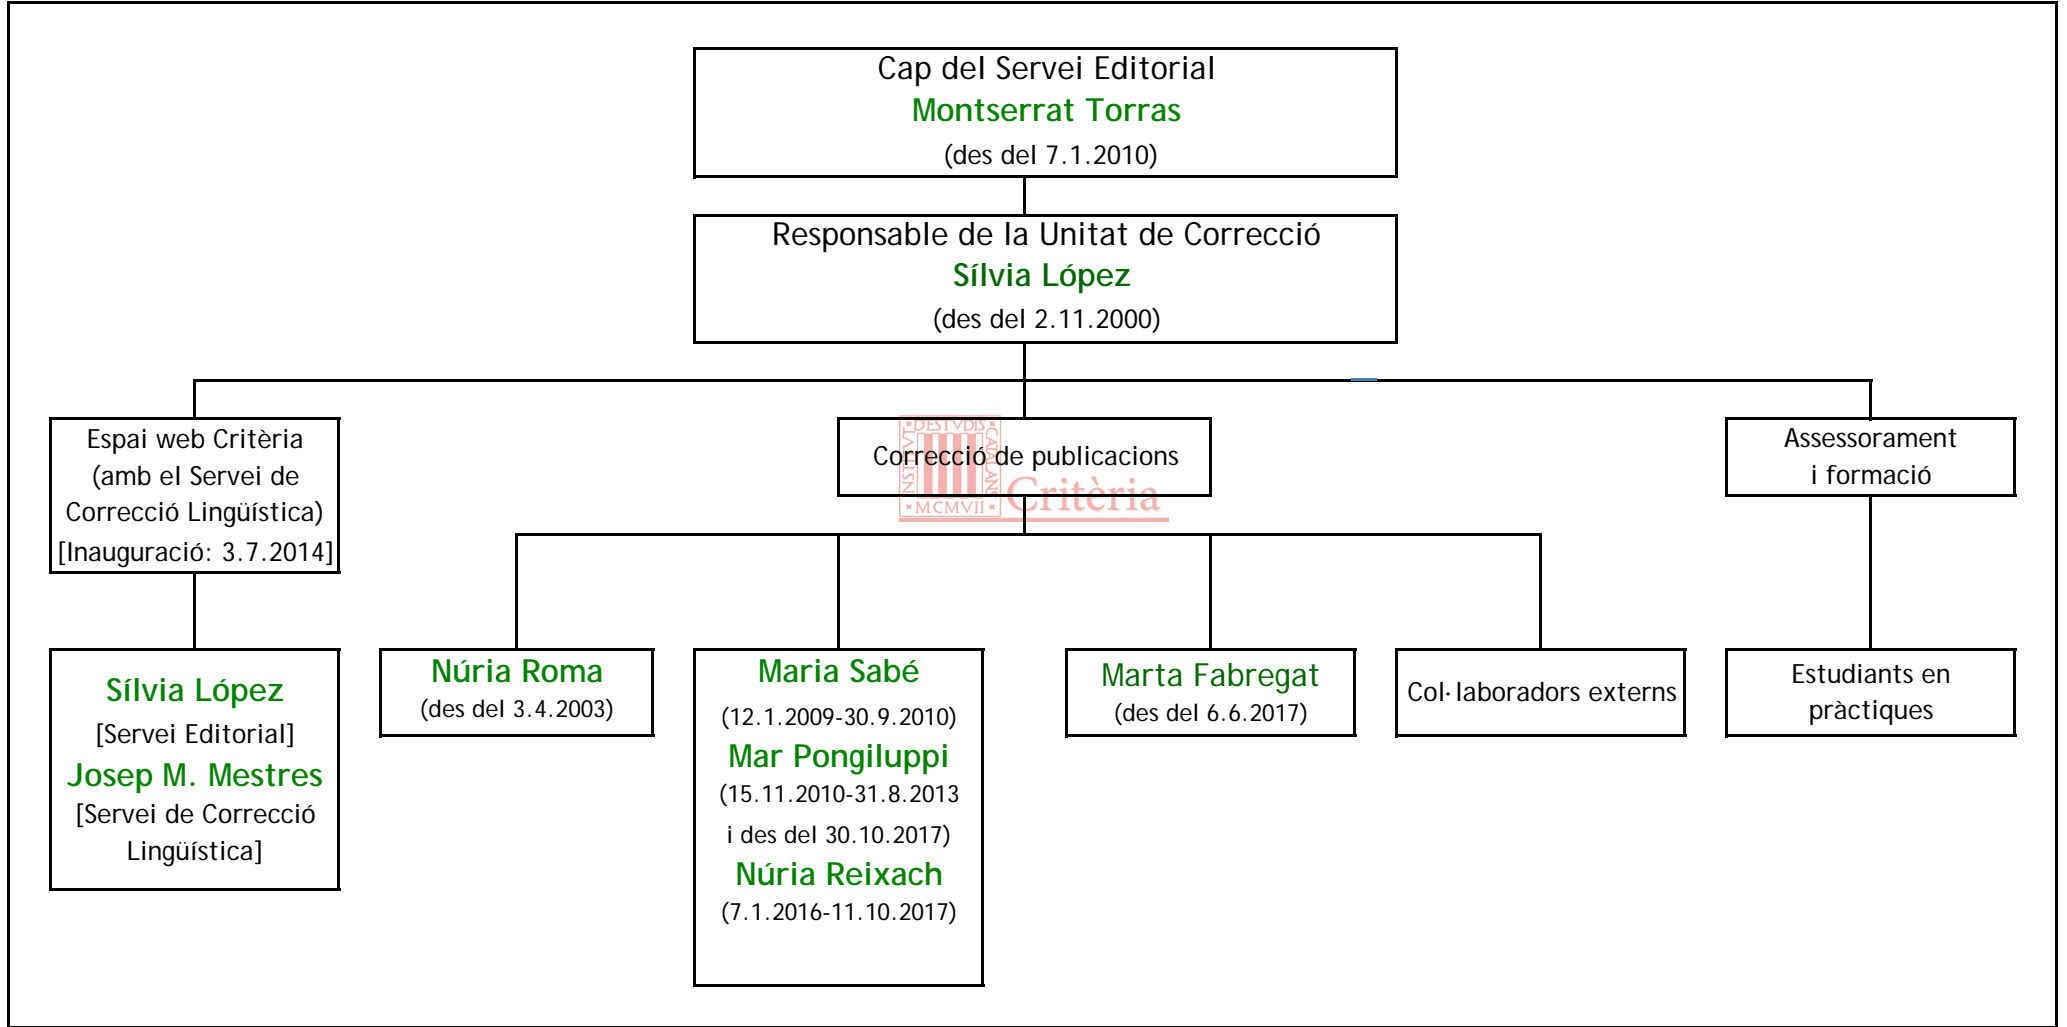 Cap del Servei Editorial
Montserrat Torras
(des del 7.1.2010)
Responsable de la Unitat de Correcció
Sílvia López
(des del 2.11.2000)
Espai web Critèria
(amb el Servei de
Correcció Lingüística)
[Inauguració: 3.7.2014]
Correcció de publicacions
INSTITVT
DESTVDIS
CATALANS
MCMVII
Critèria
Assessorament
i formació
Sílvia López
[Servei Editorial]
Josep M. Mestres
[Servei de Correcció
Lingüística]
Núria Roma
(des del 3.4.2003)
Maria Sabé
(12.1.2009-30.9.2010)
Mar Pongiluppi
(15.11.2010-31.8.2013
i des del 30.10.2017)
Núria Reixach
(7.1.2016-11.10.2017)
Marta Fabregat
(des del 6.6.2017)
Col·laboradors externs
Estudiants en
pràctiques